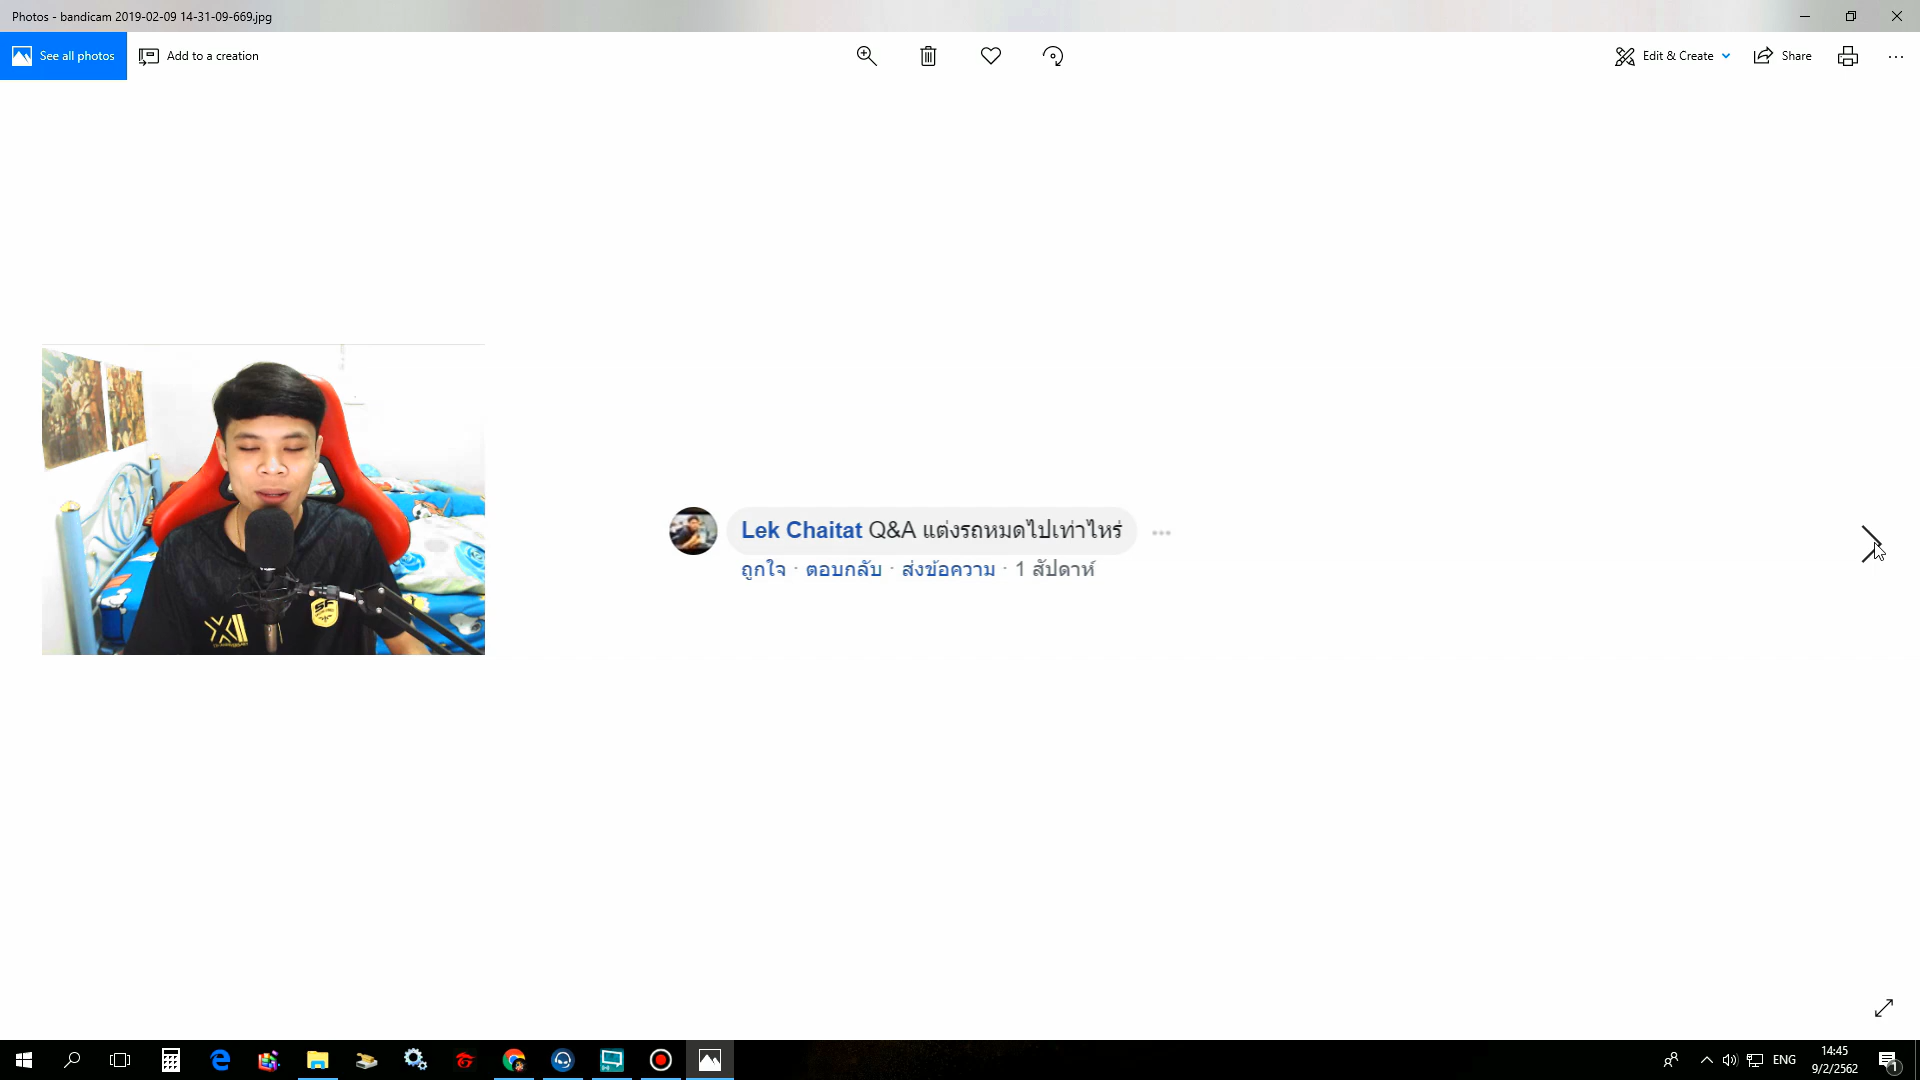 Photos - bandicam 2019-02-09 14-31-09-669.jpg
See all photos
Add to a creation
Edit & Create
Share
XII
SF
Lek Chaitat Q&A แต่งรถหมดไปเท่าไหร่
ถูกใจ · ตอบกลับ · ส่งข้อความ · 1 สัปดาห์
ENG
14:45
9/2/2562
1